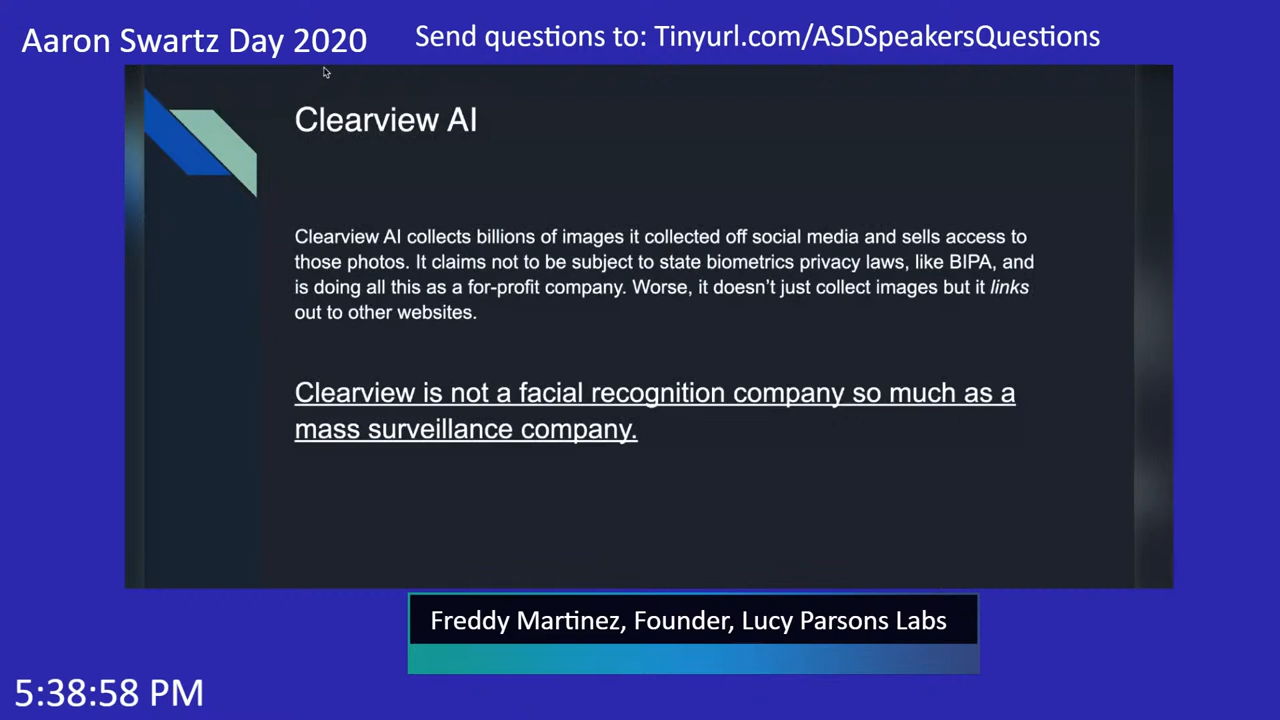 Aaron Swartz Day 2020
Send questions to: Tinyurl.com/ASDSpeakersQuestions
Clearview AI
Clearview AI collects billions of images it collected off social media and sells access to
those photos. It claims not to be subject to state biometrics privacy laws, like BIPA, and
is doing all this as a for-profit company. Worse, it doesn’t just collect images but it links
out to other websites.
Clearview is not a facial recognition company so much as a
mass surveillance company.
Freddy Martinez, Founder, Lucy Parsons Labs
5:38:58 PM